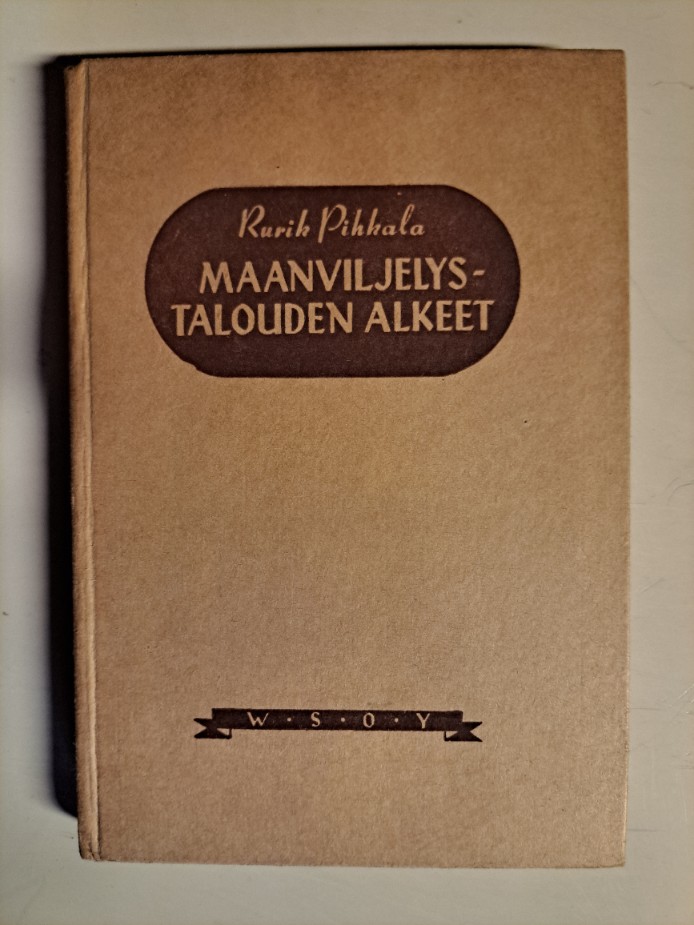 Rurik Pihkala
MAANVILJELYS-
TALOUDEN ALKEET
W·S·O·Y